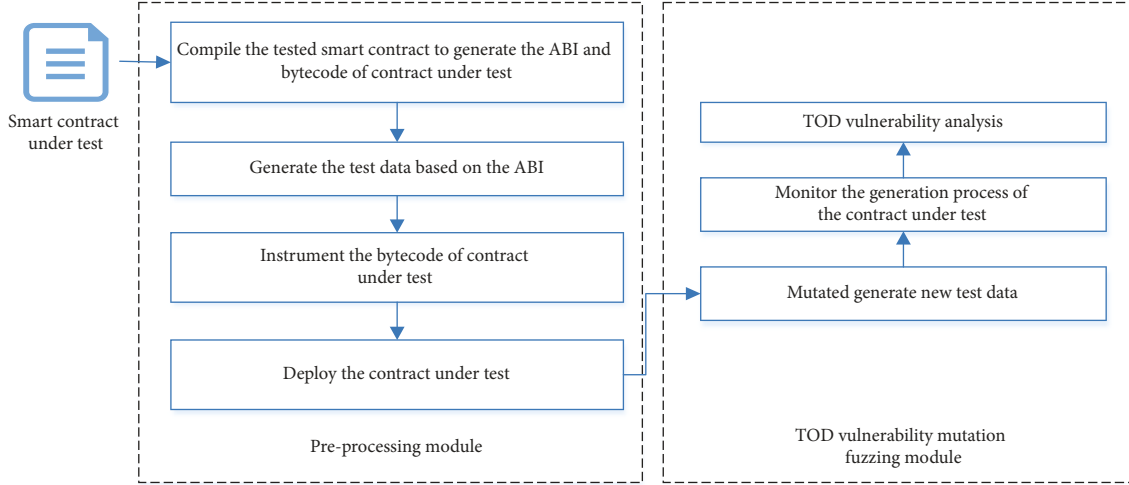 Smart contract
under test
Compile the tested smart contract to generate the ABI and
bytecode of contract under test
Generate the test data based on the ABI
Instrument the bytecode of contract
under test
Deploy the contract under test
Pre-processing module
TOD vulnerability analysis
Monitor the generation process of
the contract under test
Mutated generate new test data
TOD vulnerability mutation
fuzzing module